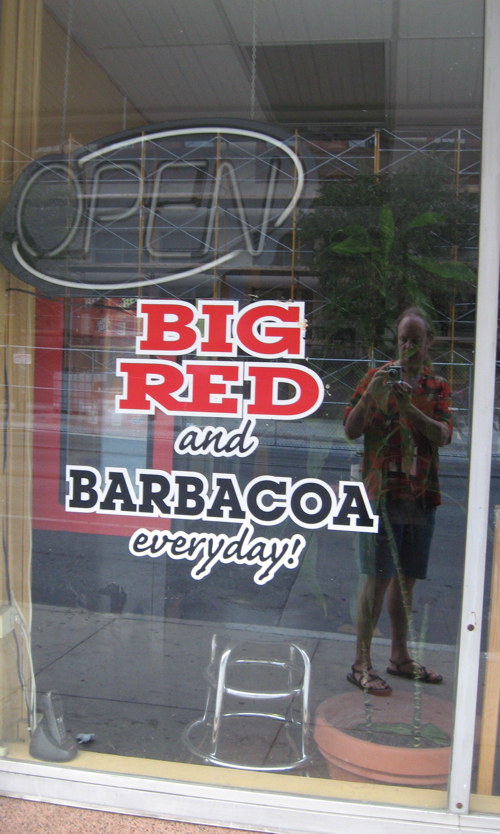 OPEN
BIG
RED
and
BARBACOA
everyday!